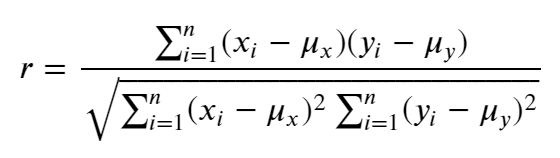 r = \frac{\sum_{i=1}^{n}(x_i - \mu_x)(y_i - \mu_y)}{\sqrt{\sum_{i=1}^{n}(x_i - \mu_x)^2 \sum_{i=1}^{n}(y_i - \mu_y)^2}}